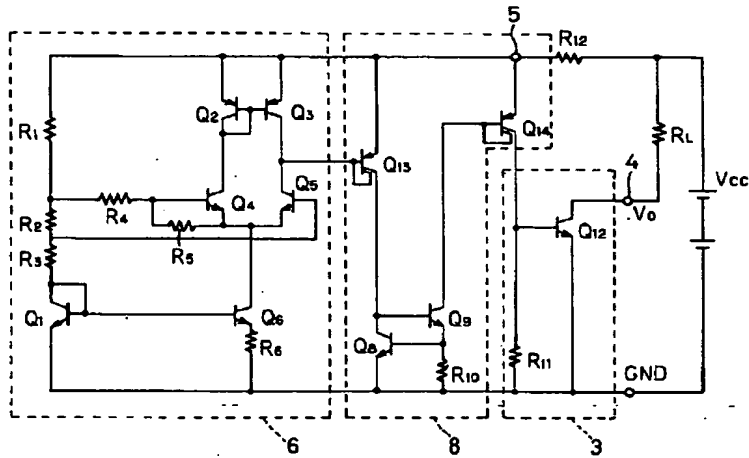 5
R12
R1
Q2
Q3
Q14
RL
Q13
4
Vcc
R4
Q4
Q5
Vo
R2
R5
Q12
R3
Q1
Q6
Q9
Q8
R6
R10
R11
GND
6
8
3